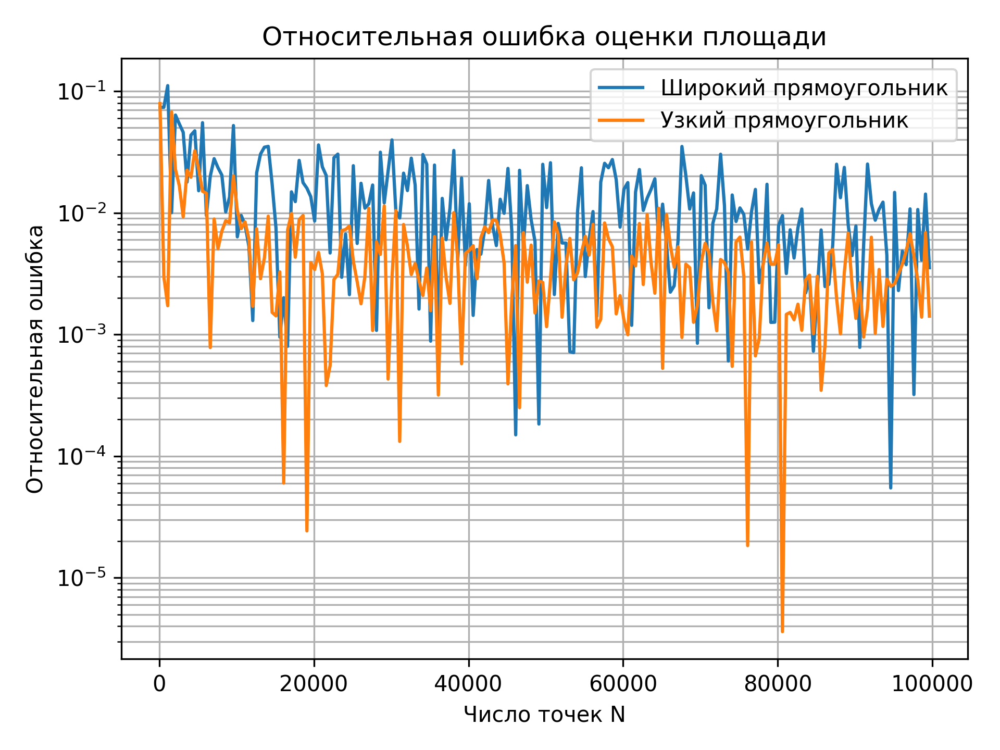 Относительная ошибка оценки площади
Широкий прямоугольник
Узкий прямоугольник
Относительная ошибка
10⁻¹
10⁻²
10⁻³
10⁻⁴
10⁻⁵
0 20000 40000 60000 80000 100000
Число точек N